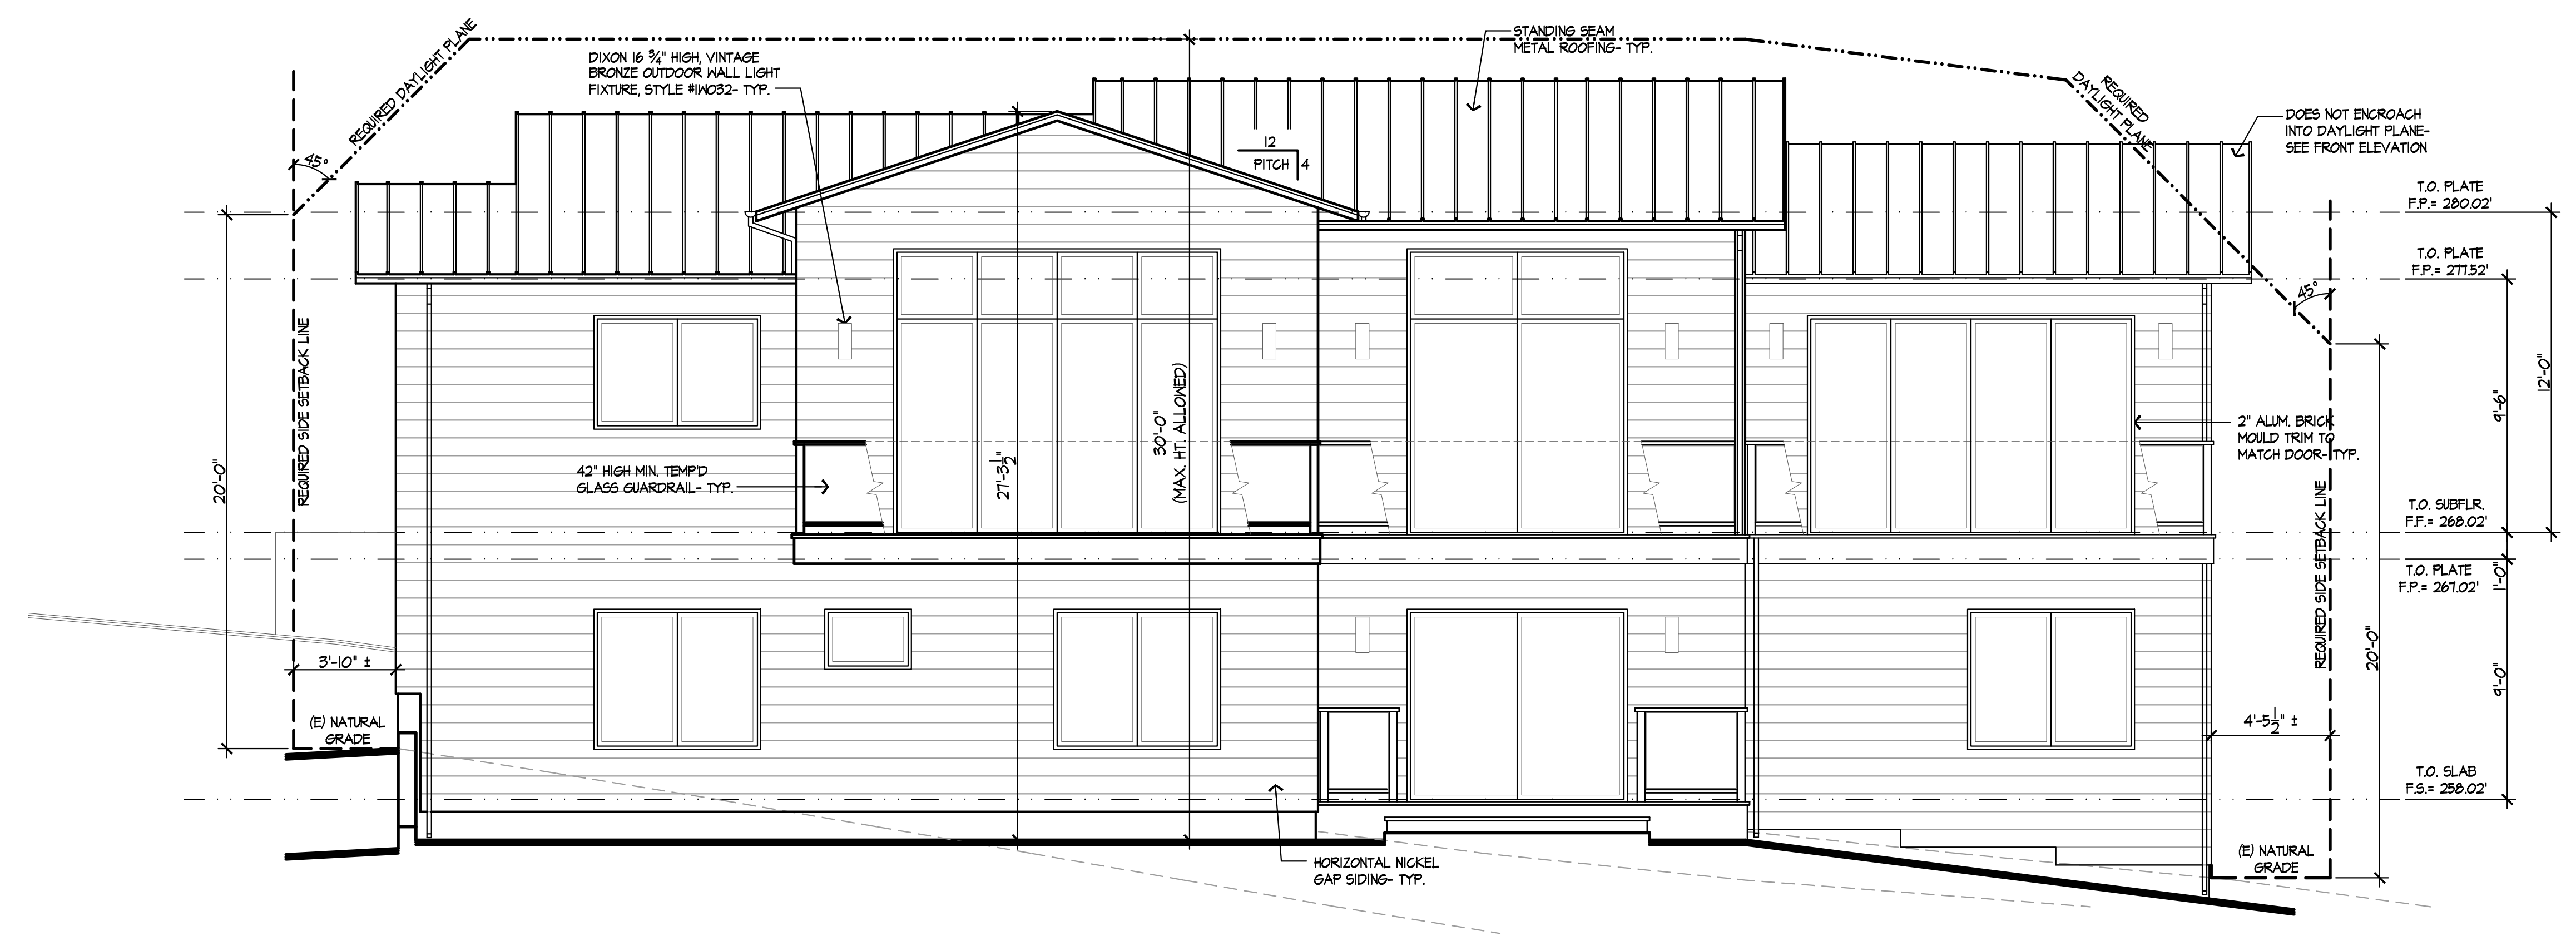 REQUIRED DAYLIGHT PLANE
45°
DIXON 16 3/4" HIGH, VINTAGE
BRONZE OUTDOOR WALL LIGHT
FIXTURE, STYLE #1W032- TYP.
STANDING SEAM
METAL ROOFING- TYP.
12
PITCH
4
REQUIRED
DAYLIGHT PLANE
DOES NOT ENCROACH
INTO DAYLIGHT PLANE-
SEE FRONT ELEVATION
T.O. PLATE
F.P.= 280.02'
T.O. PLATE
F.P.= 277.52'
45°
REQUIRED SIDE SETBACK LINE
20'-0"
42" HIGH MIN. TEMP'D
GLASS GUARDRAIL- TYP.
27'-3 1/2"
30'-0"
(MAX. HT. ALLOWED)
2" ALUM. BRICK
MOULD TRIM TO
MATCH DOOR- TYP.
9'-6"
12'-0"
T.O. SUBFLR.
F.F.= 268.02'
T.O. PLATE
F.P.= 267.02'
1'-0"
REQUIRED SIDE SETBACK LINE
20'-0"
9'-0"
3'-10" ±
(E) NATURAL
GRADE
4'-5 1/2" ±
T.O. SLAB
F.S.= 258.02'
HORIZONTAL NICKEL
GAP SIDING- TYP.
(E) NATURAL
GRADE